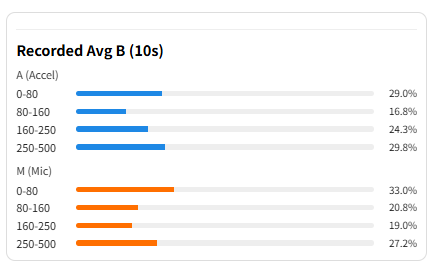 Recorded Avg B (10s)
A (Accel)
0-80 29.0%
80-160 16.8%
160-250 24.3%
250-500 29.8%
M (Mic)
0-80 33.0%
80-160 20.8%
160-250 19.0%
250-500 27.2%